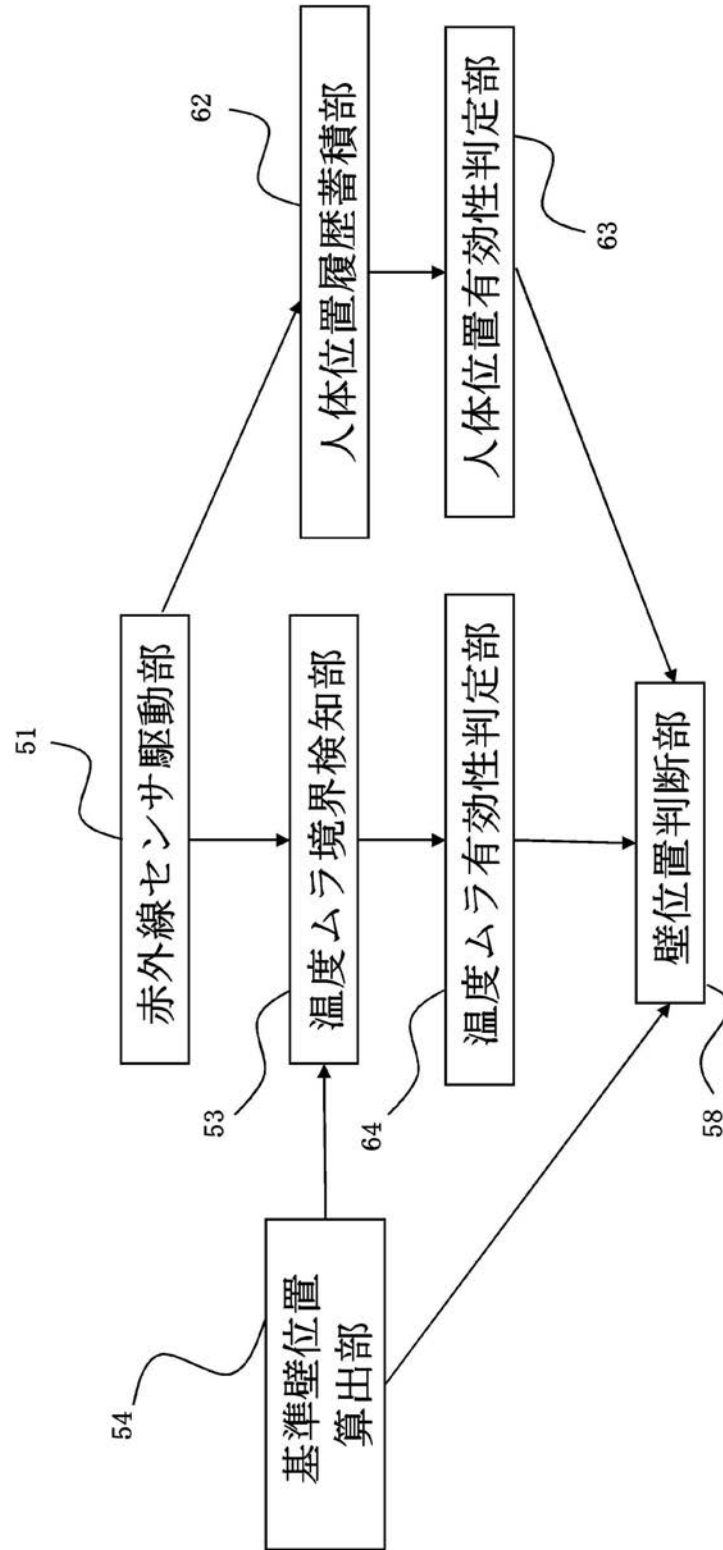 51
赤外線センサ駆動部
62
人体位置履歴蓄積部
54
基準壁位置
算出部
53
温度ムラ境界検知部
64
温度ムラ有効性判定部
人体位置有効性判定部
63
58
壁位置判断部